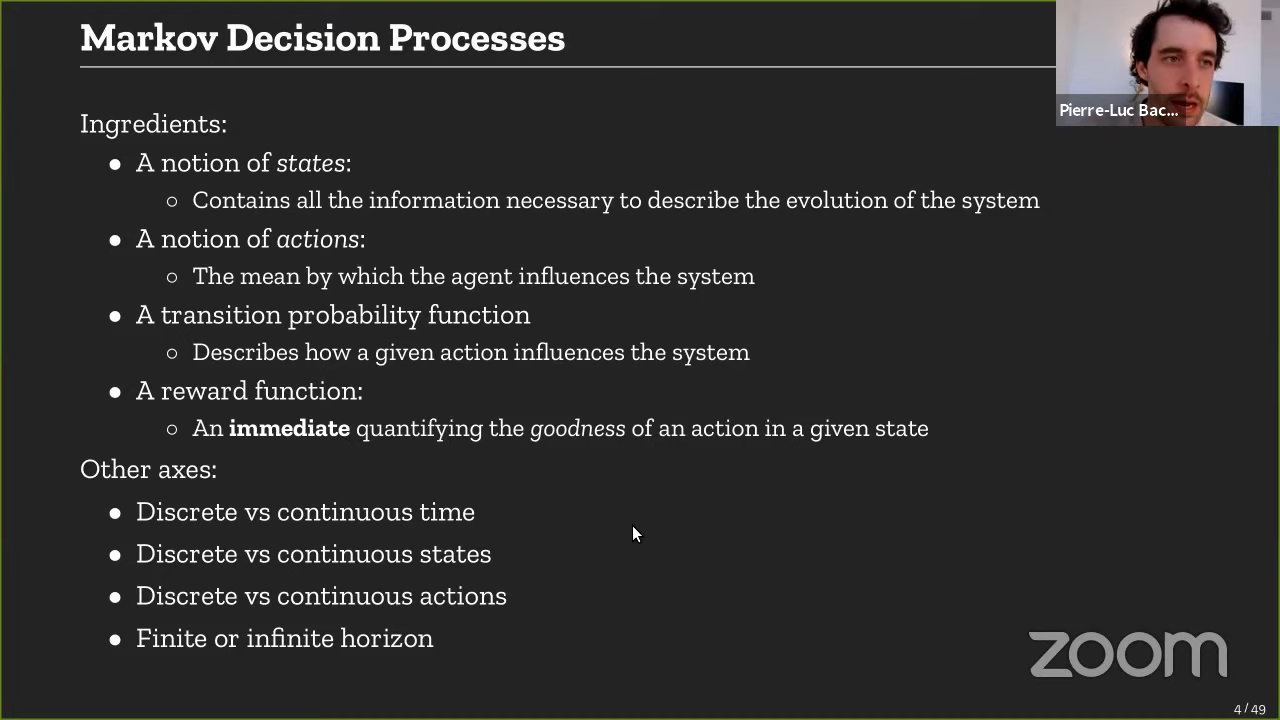 Markov Decision Processes
Pierre-Luc Bac...
Ingredients:
● A notion of states:
○ Contains all the information necessary to describe the evolution of the system
● A notion of actions:
○ The mean by which the agent influences the system
● A transition probability function
○ Describes how a given action influences the system
● A reward function:
○ An immediate quantifying the goodness of an action in a given state
Other axes:
● Discrete vs continuous time
● Discrete vs continuous states
● Discrete vs continuous actions
● Finite or infinite horizon
zoom
4 / 49